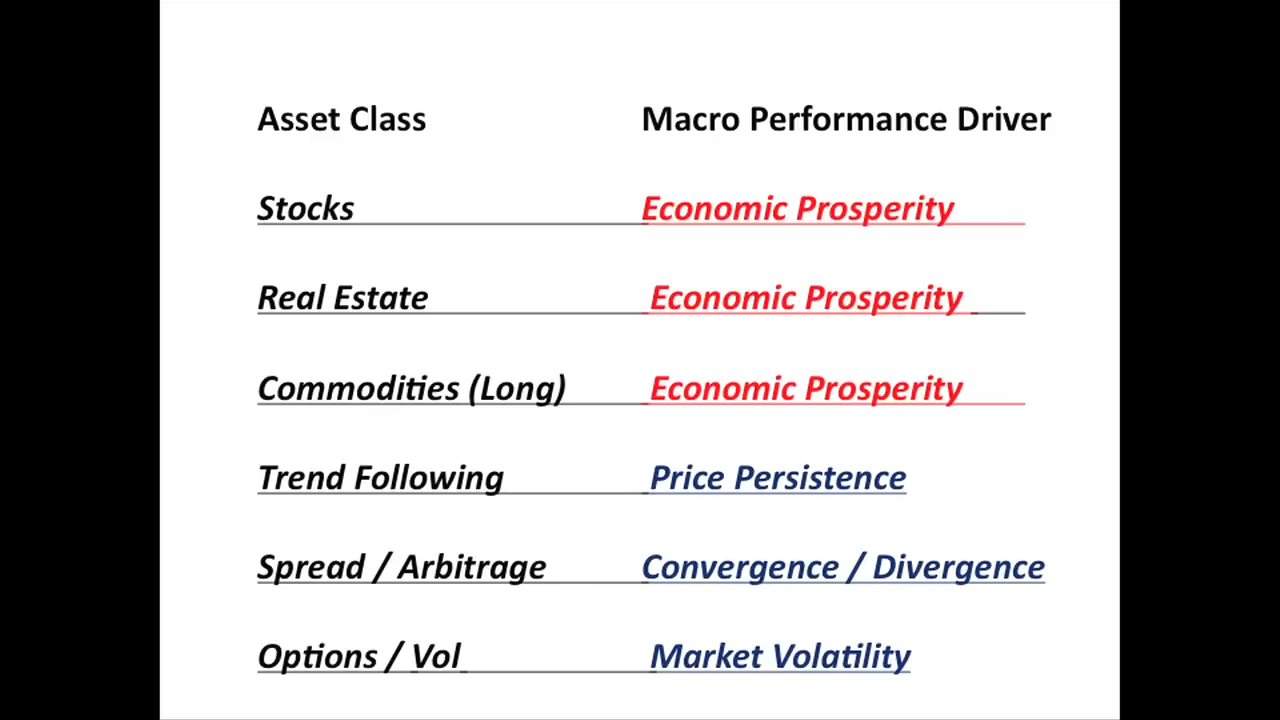 Asset Class Macro Performance Driver
Stocks Economic Prosperity
Real Estate Economic Prosperity
Commodities (Long) Economic Prosperity
Trend Following Price Persistence
Spread / Arbitrage Convergence / Divergence
Options / Vol Market Volatility